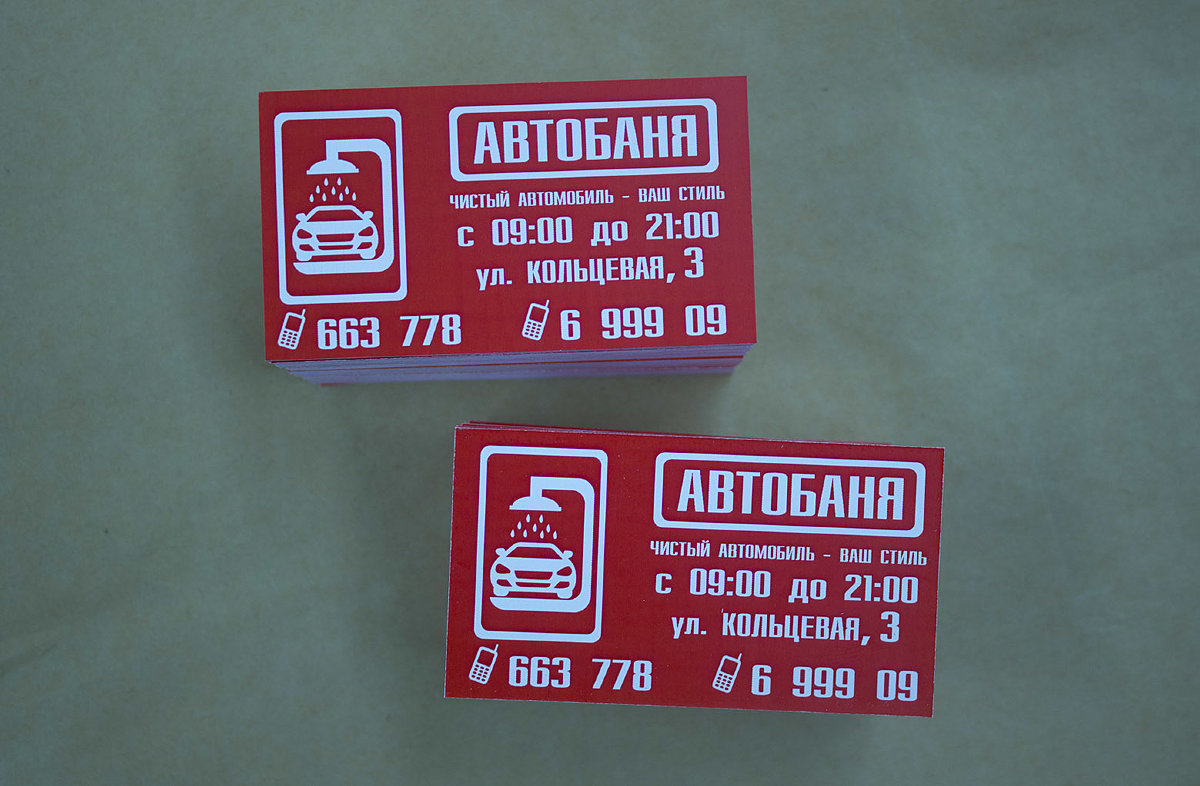 АВТОБАНЯ
ЧИСТЫЙ АВТОМОБИЛЬ - ВАШ СТИЛЬ
с 09:00 до 21:00
ул. КОЛЬЦЕВАЯ, 3
663 778 6 999 09
АВТОБАНЯ
ЧИСТЫЙ АВТОМОБИЛЬ - ВАШ СТИЛЬ
с 09:00 до 21:00
ул. КОЛЬЦЕВАЯ, 3
663 778 6 999 09